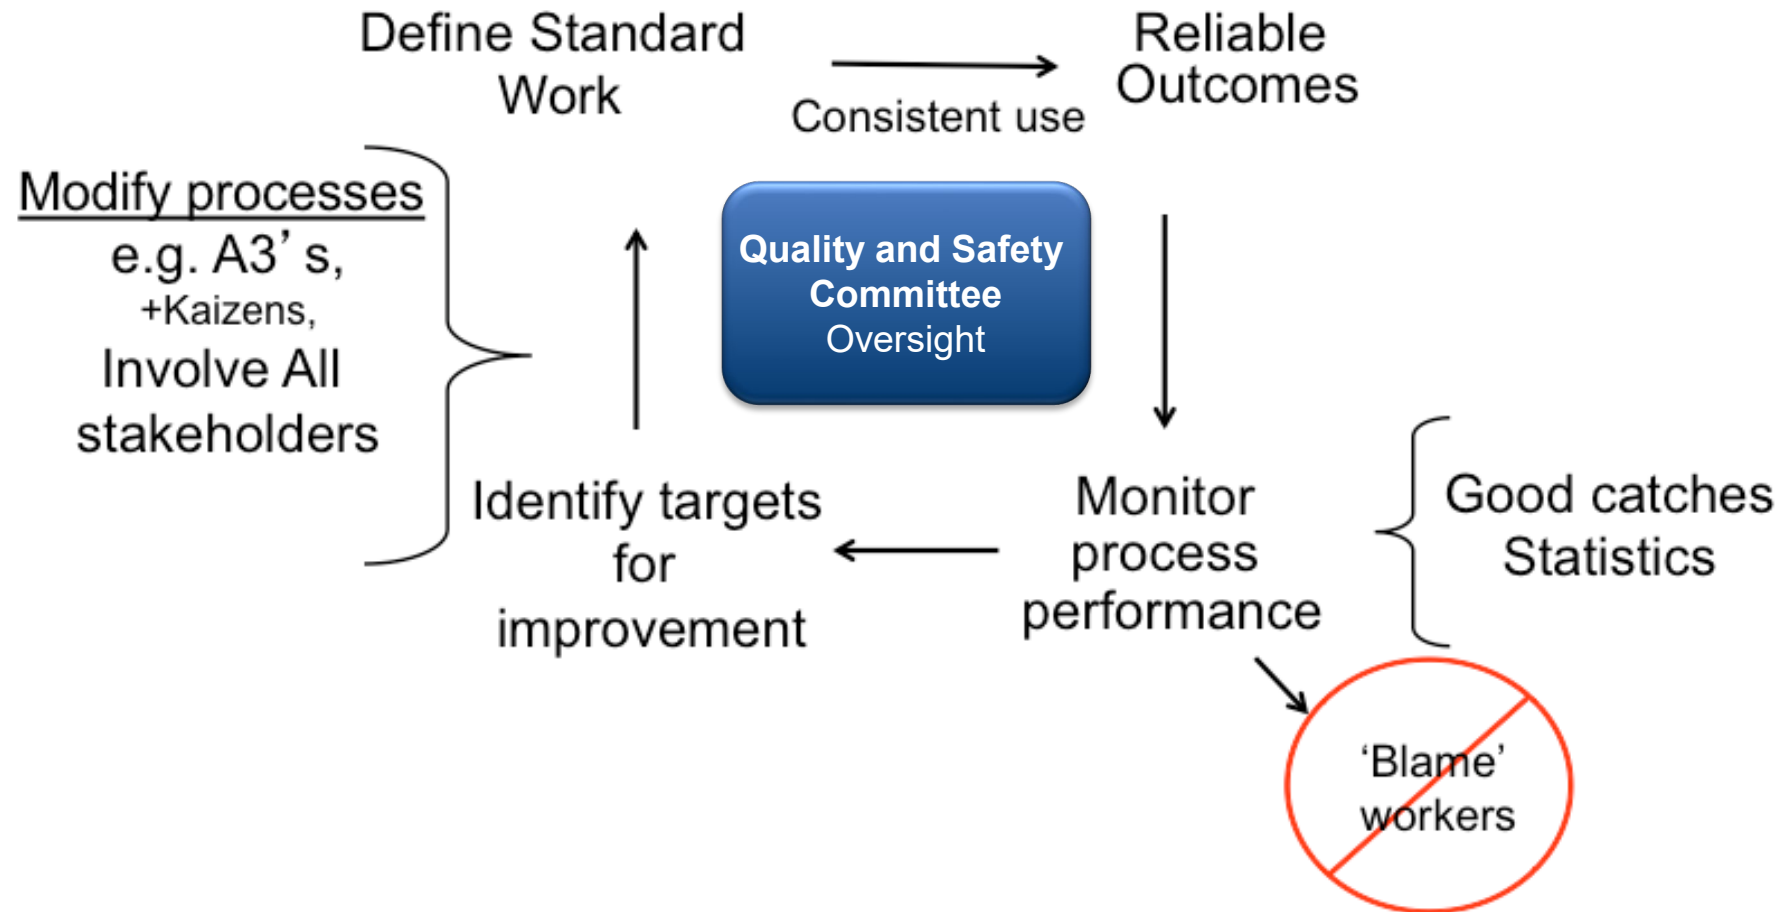 Define Standard
Work
Consistent use
Reliable
Outcomes
Modify processes
e.g. A3’ s,
+Kaizens,
Involve All
stakeholders
Quality and Safety
Committee
Oversight
Identify targets
for
improvement
Monitor
process
performance
Good catches
Statistics
‘Blame’
workers